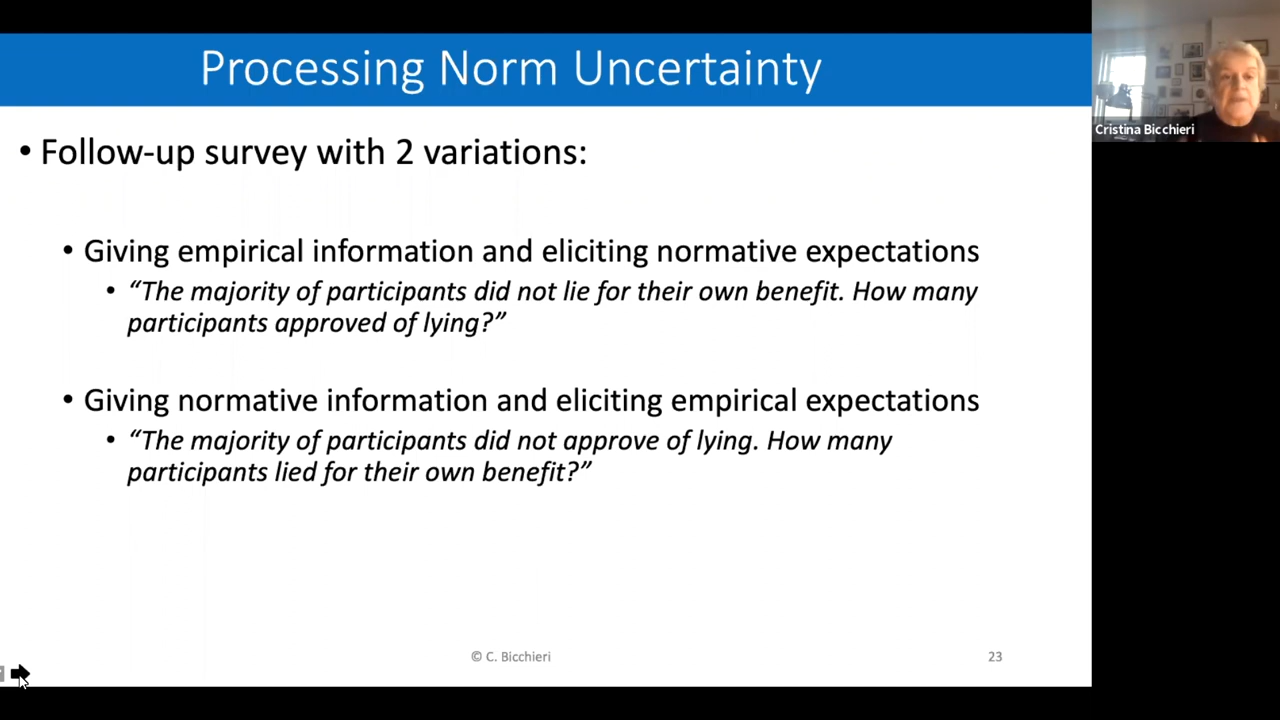 Processing Norm Uncertainty
Cristina Bicchieri
• Follow-up survey with 2 variations:
• Giving empirical information and eliciting normative expectations
• “The majority of participants did not lie for their own benefit. How many
participants approved of lying?”
• Giving normative information and eliciting empirical expectations
• “The majority of participants did not approve of lying. How many
participants lied for their own benefit?”
© C. Bicchieri
23